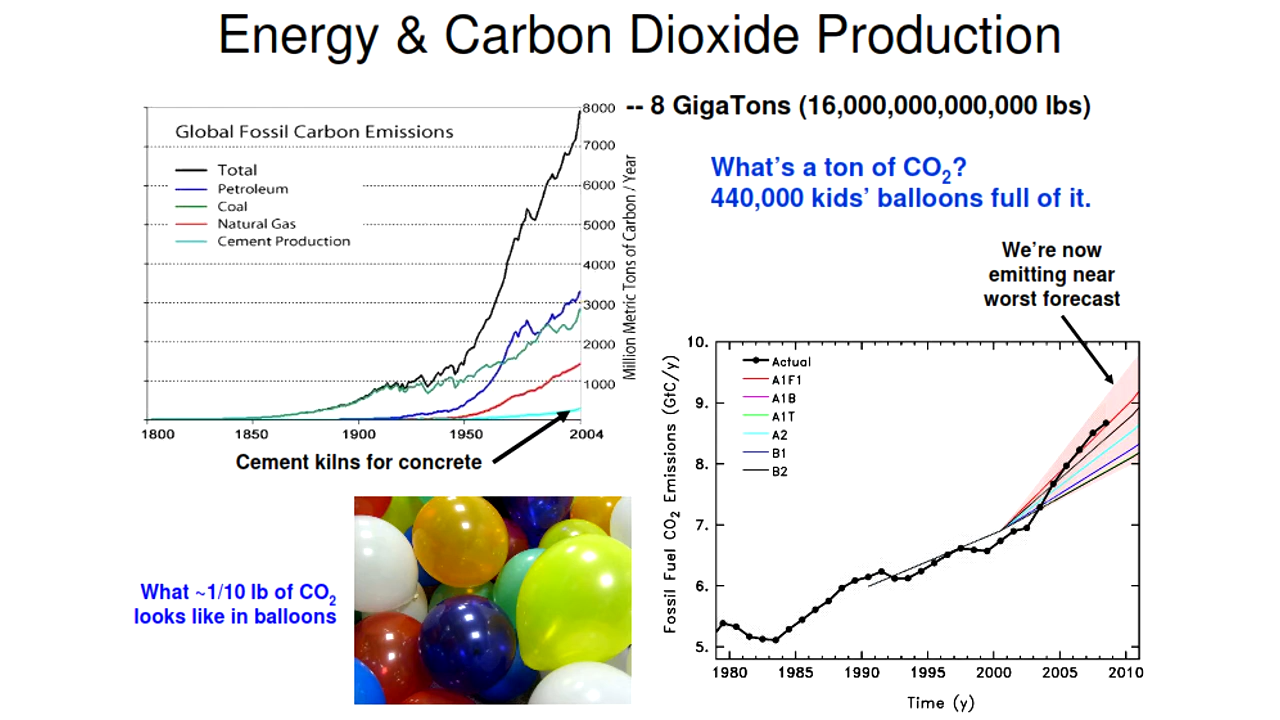 Energy & Carbon Dioxide Production
-- 8 GigaTons (16,000,000,000,000 lbs)
Global Fossil Carbon Emissions
Total
Petroleum
Coal
Natural Gas
Cement Production
8000
7000
6000
5000
4000
3000
2000
1000
Million Metric Tons of Carbon / Year
1800 1850 1900 1950 2004
Cement kilns for concrete
What's a ton of CO2?
440,000 kids' balloons full of it.
We're now
emitting near
worst forecast
What ~1/10 lb of CO2
looks like in balloons
10.
9.
8.
7.
6.
5.
Fossil Fuel CO2 Emissions (GtC/y)
Actual
A1F1
A1B
A1T
A2
B1
B2
1980 1985 1990 1995 2000 2005 2010
Time (y)